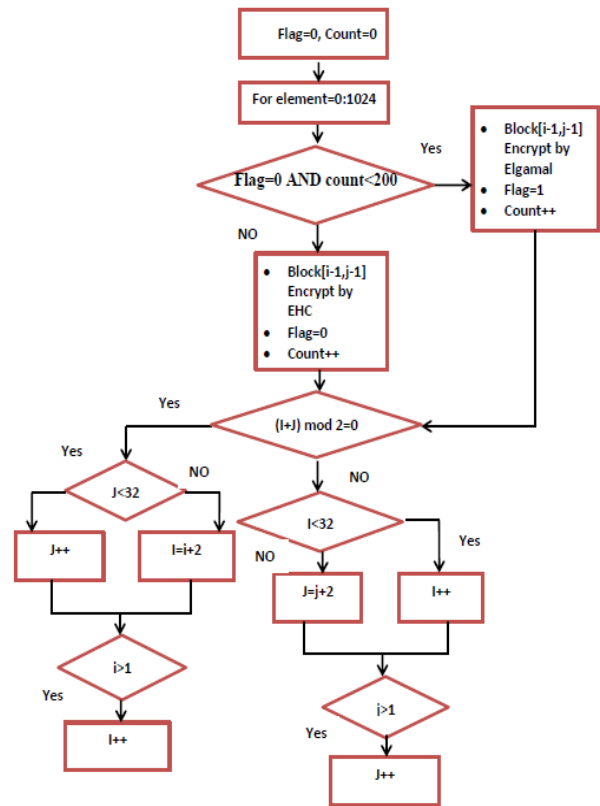 Flag=0, Count=0
For element=0:1024
Flag=0 AND count<200
Yes
• Block[i-1,j-1]
Encrypt by
Elgamal
• Flag=1
• Count++
NO
• Block[i-1,j-1]
Encrypt by
EHC
• Flag=0
• Count++
(I+J) mod 2=0
Yes
NO
J<32
Yes
NO
J++
I=i+2
I<32
NO
Yes
J=j+2
I++
i>1
Yes
I++
i>1
Yes
J++